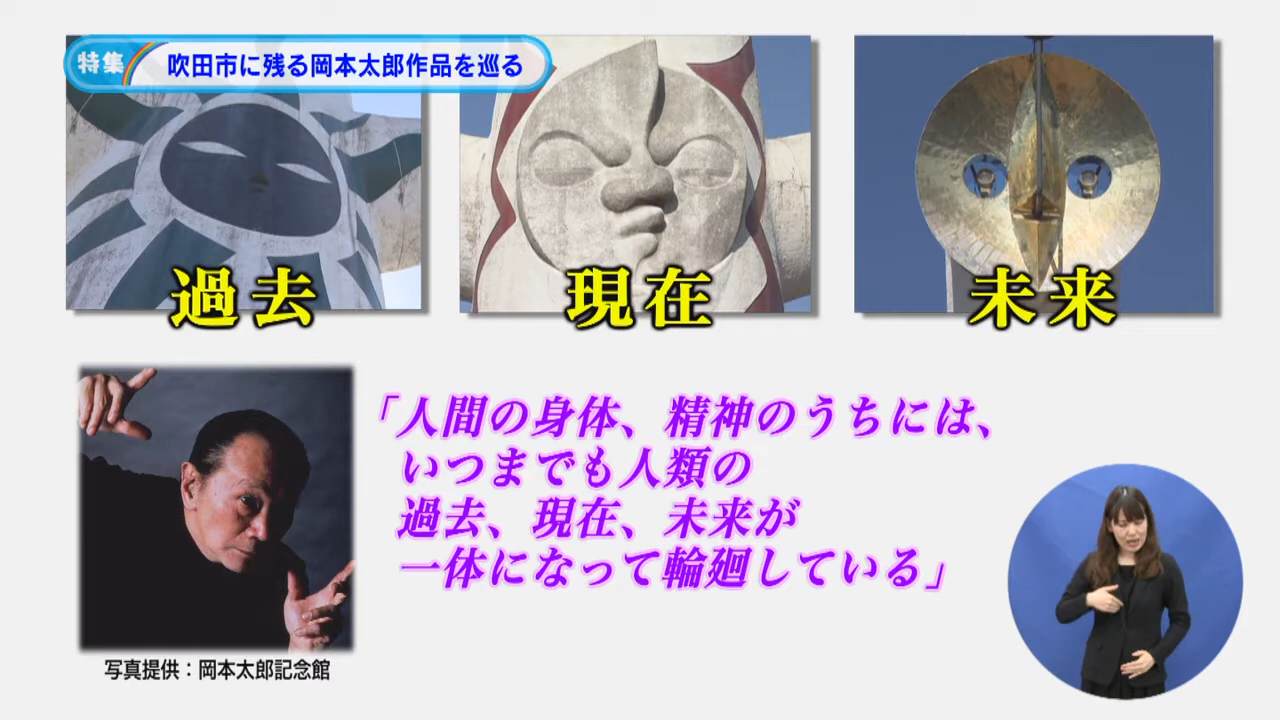 特集 吹田市に残る岡本太郎作品を巡る
過去
現在
未来
「人間の身体、精神のうちには、
いつまでも人類の
過去、現在、未来が
一体になって輪廻している」
写真提供：岡本太郎記念館